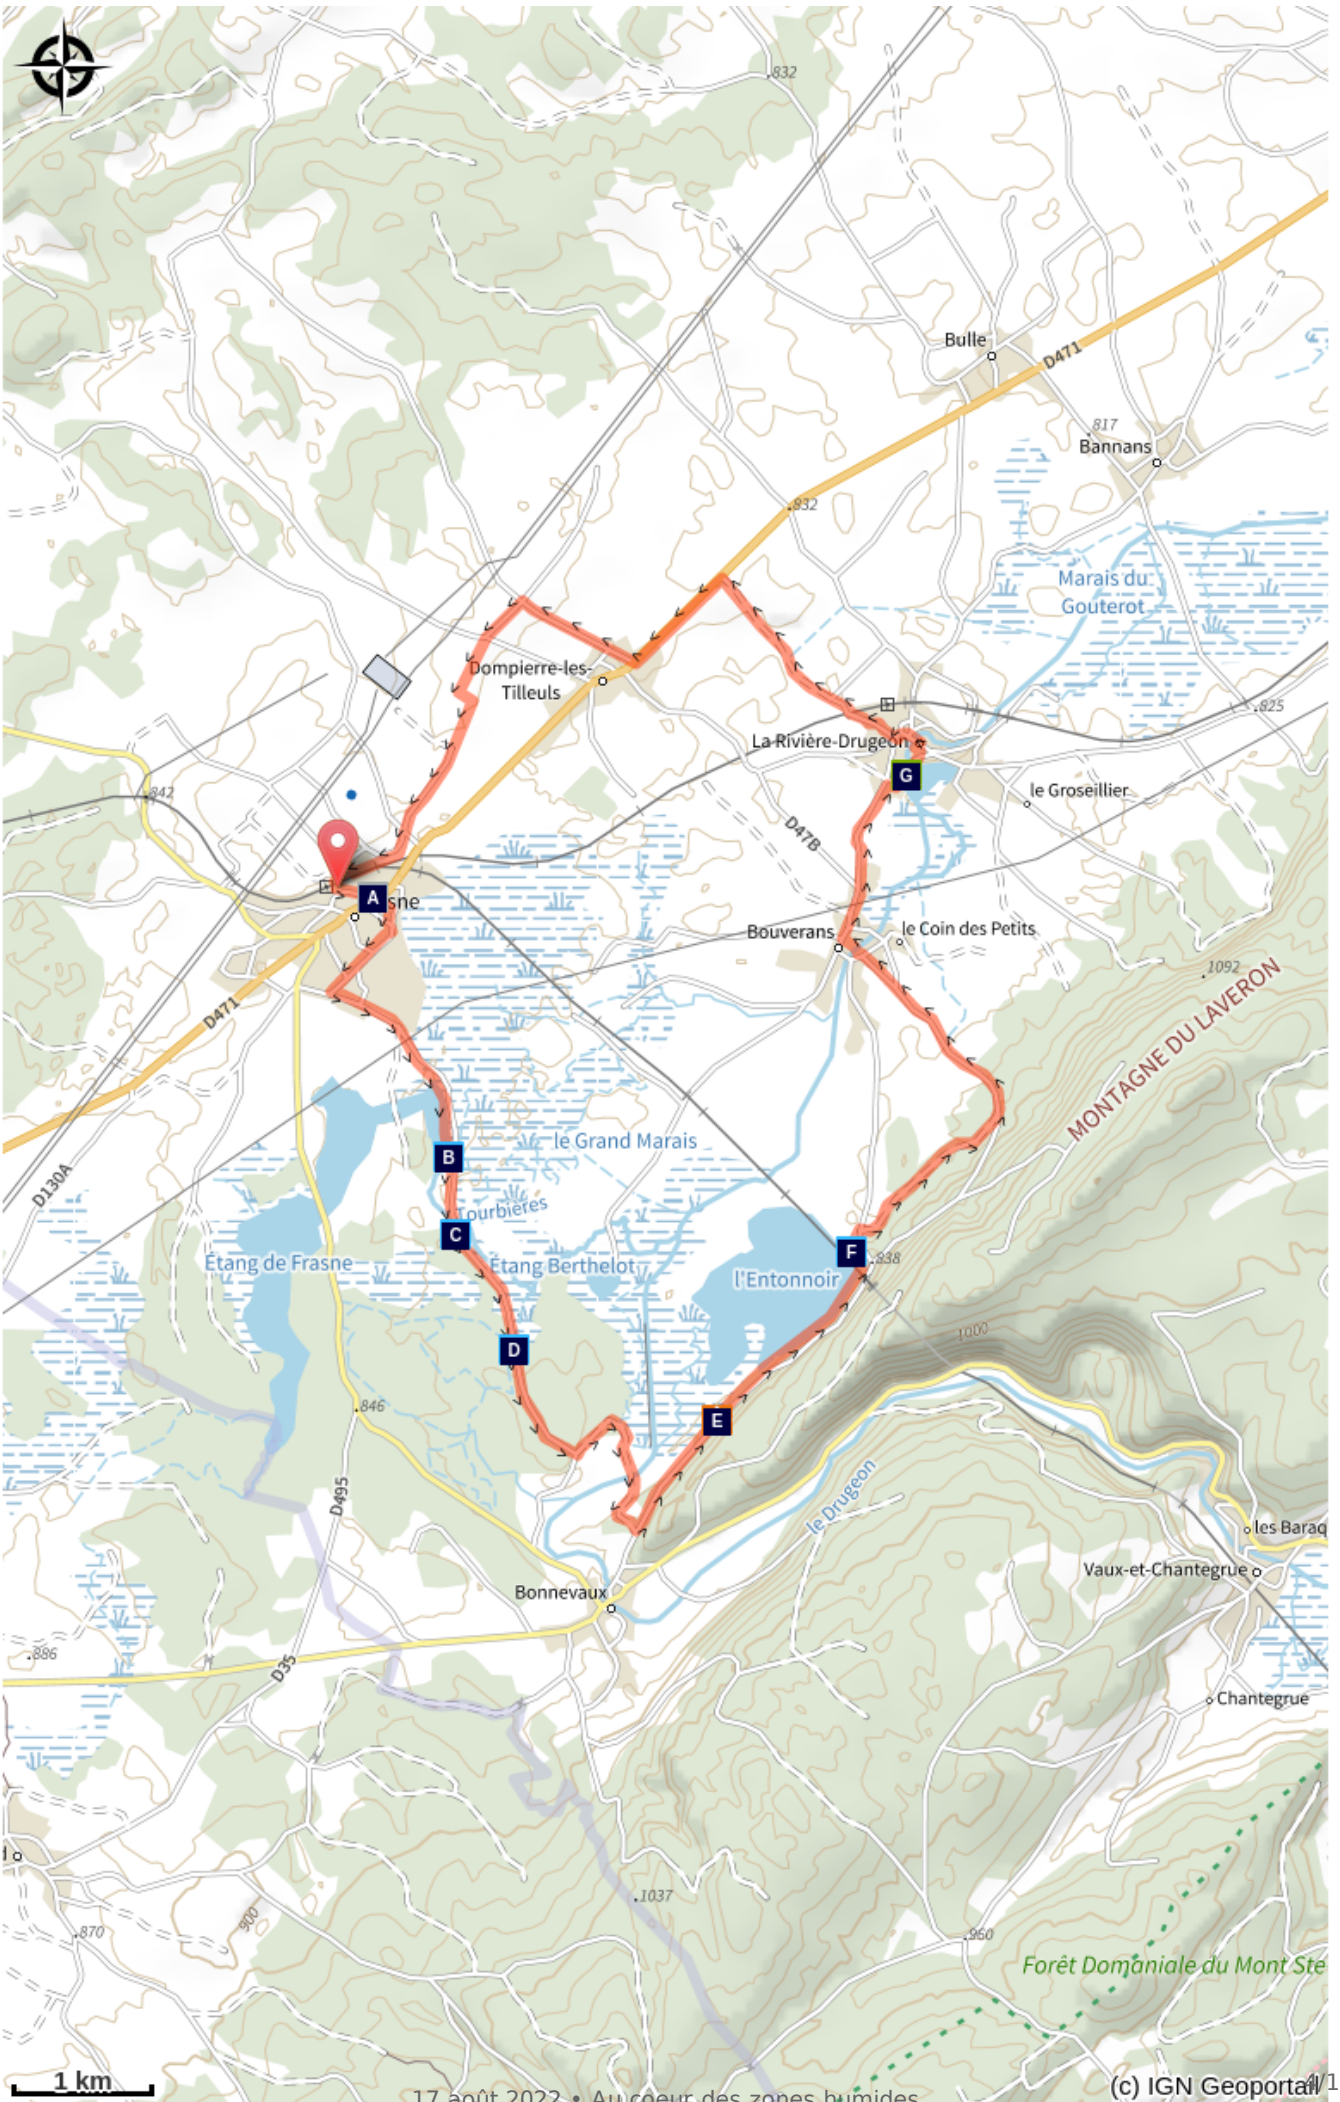 832
Bulle
D471
817
Bannans
832
Marais du
Gouterot
Dompierre-les-
Tilleuls
825
La Rivière-Drugeon
G
le Groseillier
842
D47B
A
sne
Bouverans
le Coin des Petits
1092
D471
MONTAGNE DU LAVERON
le Grand Marais
B
D130A
Tourbières
C
Étang de Frasne
Étang Berthelot
l'Entonnoir
F
838
D
1000
846
E
D495
le Drugeon
les Baraq
Vaux-et-Chantegrue
Bonnevaux
886
D35
Chantegrue
1037
900
870
960
Forêt Domaniale du Mont Ste
1 km
(c) IGN Geoportail
4/1
17 août 2022 • Au coeur des zones humides